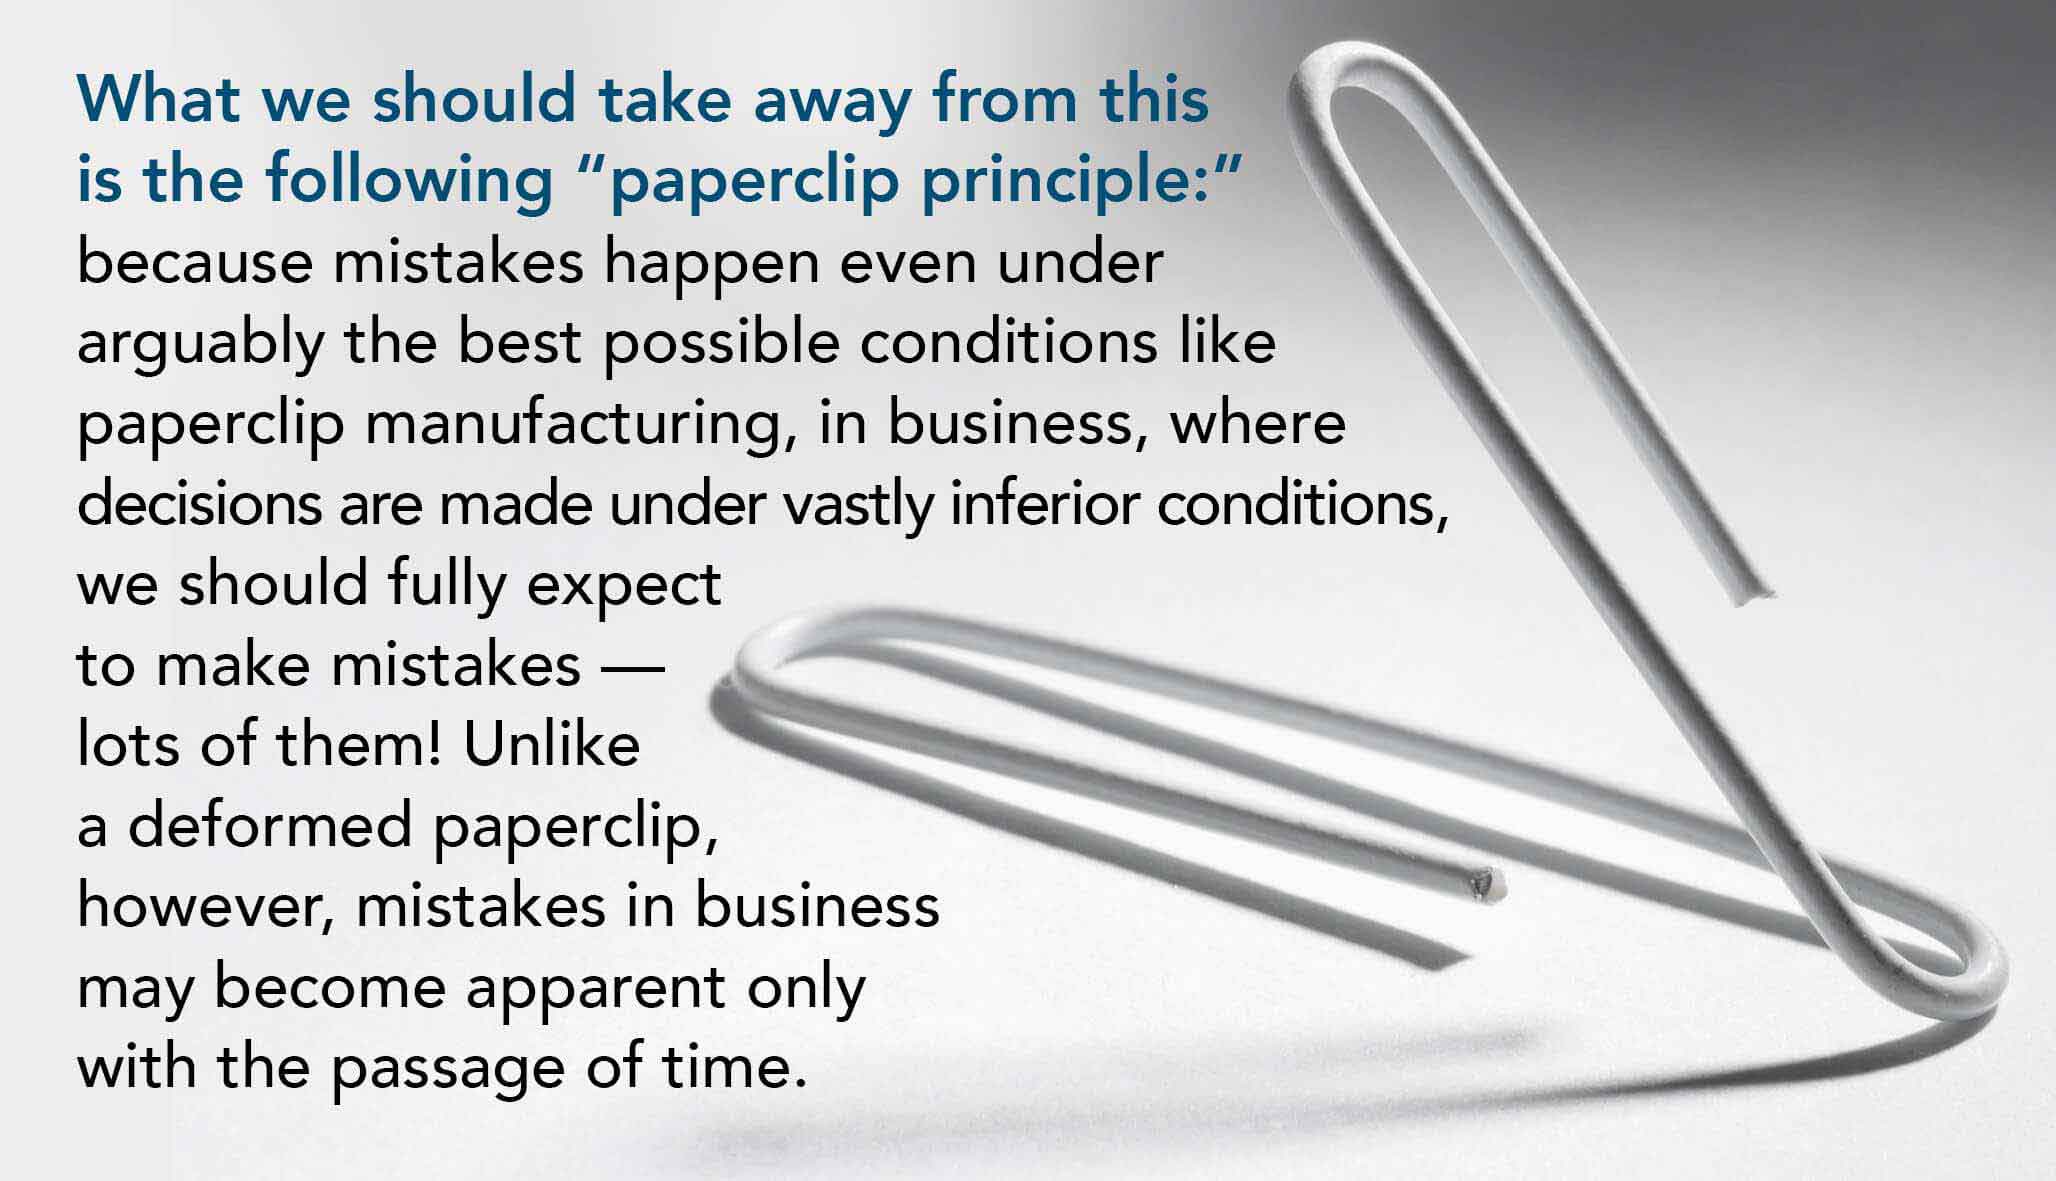 What we should take away from this
is the following “paperclip principle:”
because mistakes happen even under
arguably the best possible conditions like
paperclip manufacturing, in business, where
decisions are made under vastly inferior conditions,
we should fully expect
to make mistakes —
lots of them! Unlike
a deformed paperclip,
however, mistakes in business
may become apparent only
with the passage of time.